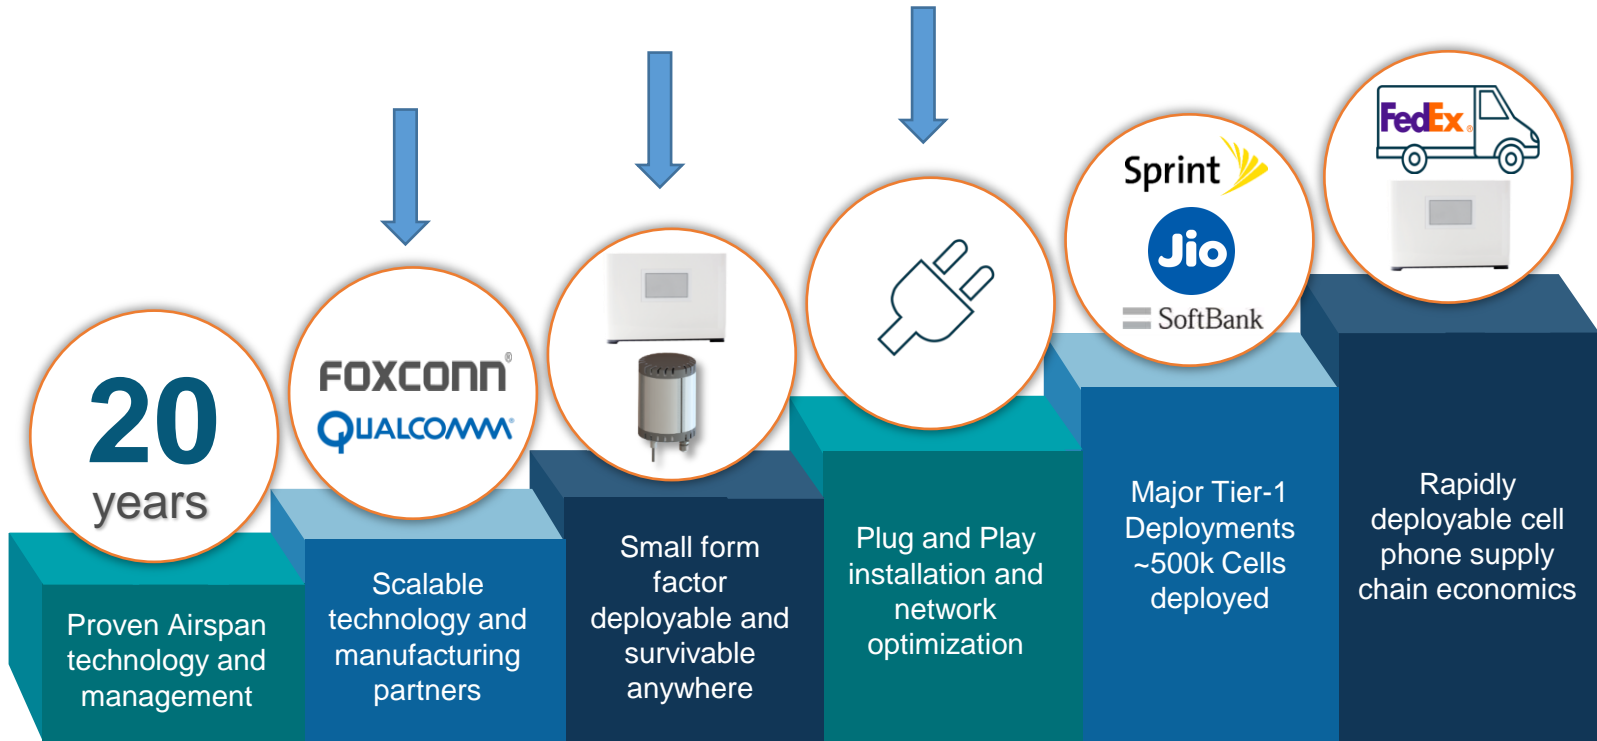 20
years
Proven Airspan
technology and
management
FOXCONN®
QUALCOMM®
Scalable
technology and
manufacturing
partners
Small form
factor
deployable and
survivable
anywhere
Plug and Play
installation and
network
optimization
Sprint
Jio
SoftBank
Major Tier-1
Deployments
~500k Cells
deployed
FedEx®
Rapidly
deployable cell
phone supply
chain economics